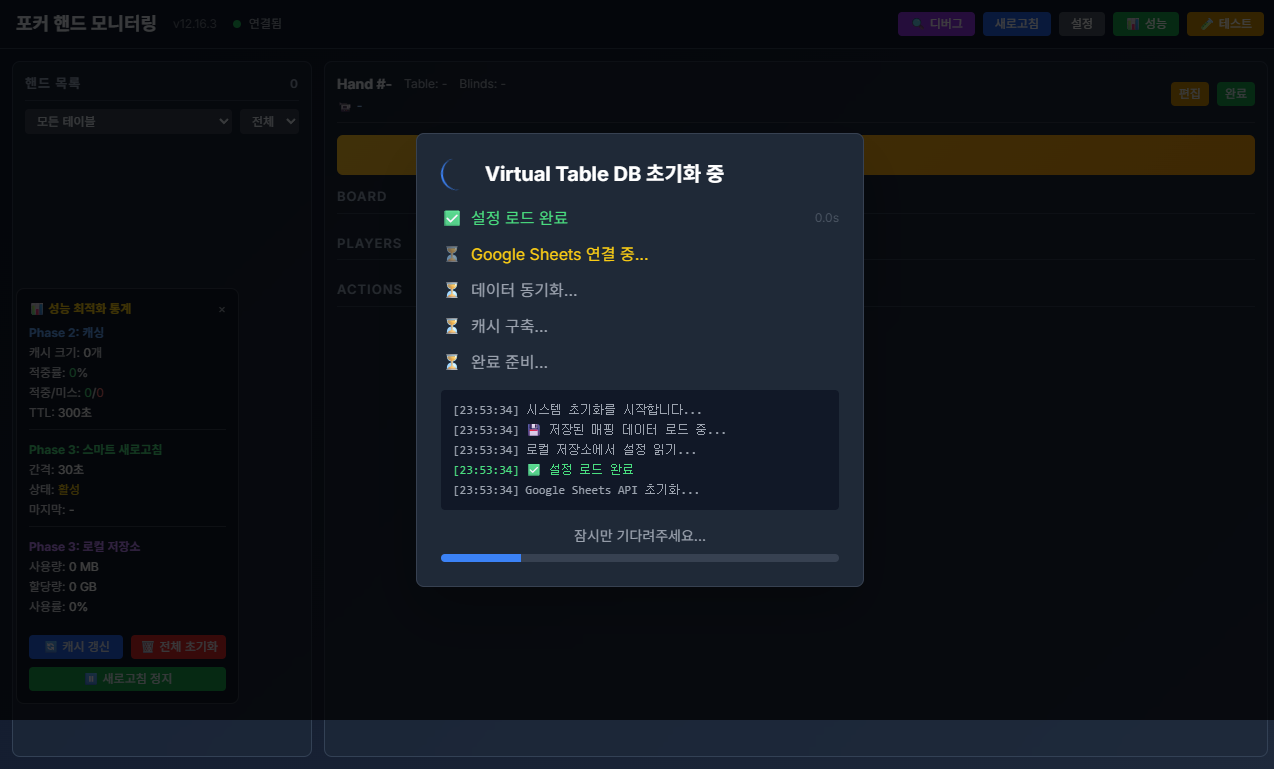 포커 핸드 모니터링 v12.16.3 연결됨 디버그 새로고침 설정 성능 테스트
핸드 목록 0
모든 테이블 전체
Hand #- Table: - Blinds: -
-
편집 완료
BOARD
PLAYERS
ACTIONS
Virtual Table DB 초기화 중
✅ 설정 로드 완료 0.0s
⏳ Google Sheets 연결 중...
⏳ 데이터 동기화...
⏳ 캐시 구축...
⏳ 완료 준비...
[23:53:34] 시스템 초기화를 시작합니다...
[23:53:34] 💾 저장된 매핑 데이터 로드 중...
[23:53:34] 로컬 저장소에서 설정 읽기...
[23:53:34] ✅ 설정 로드 완료
[23:53:34] Google Sheets API 초기화...
잠시만 기다려주세요...
📊 성능 최적화 통계 ×
Phase 2: 캐싱
캐시 크기: 0개
적중률: 0%
적중/미스: 0/0
TTL: 300초
Phase 3: 스마트 새로고침
간격: 30초
상태: 활성
마지막: -
Phase 3: 로컬 저장소
사용량: 0 MB
할당량: 0 GB
사용률: 0%
캐시 갱신 전체 초기화
새로고침 정지